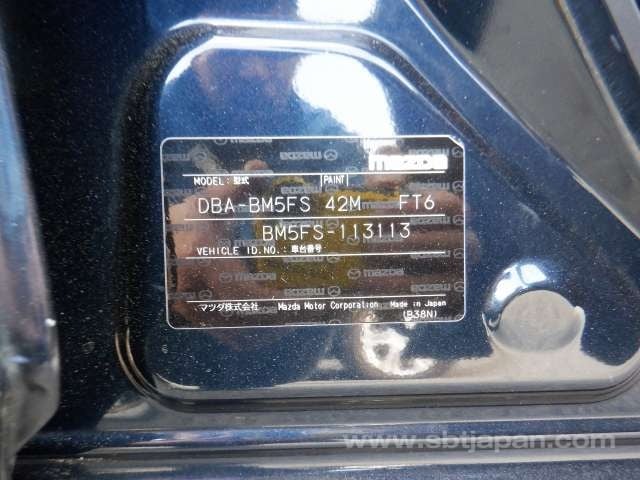 mazda
MODEL:型式 PAINT
DBA-BM5FS 42M FT6
BM5FS-113113
VEHICLE ID.NO.:車台番号
マツダ株式会社 Mazda Motor Corporation Made in Japan
(B38N)
www.sbtjapan.com